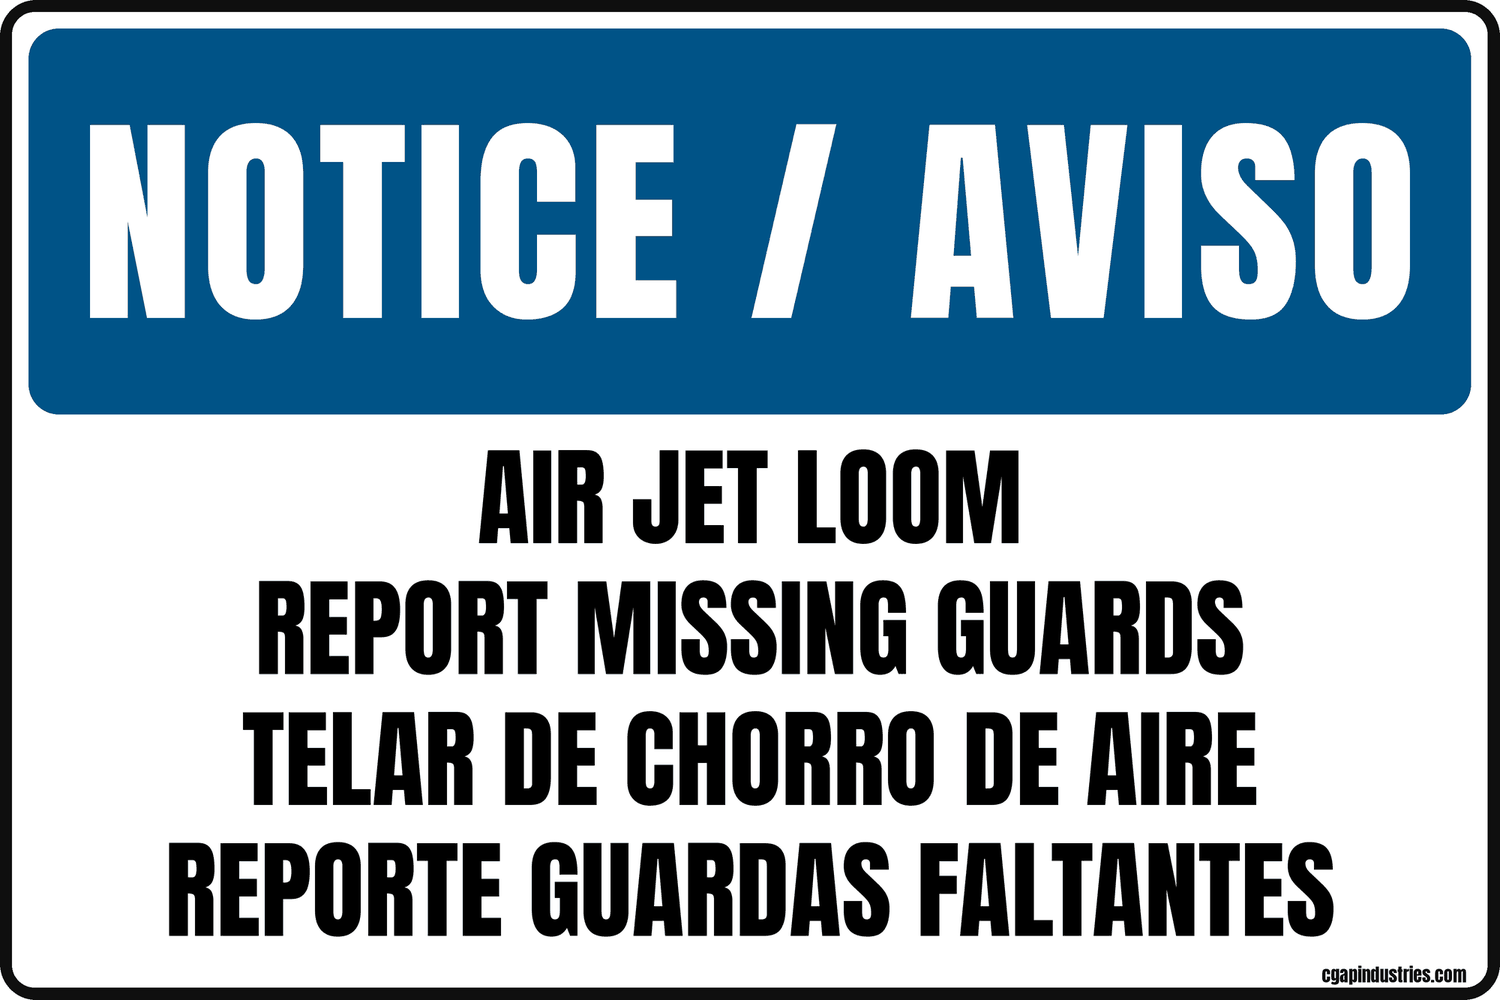 NOTICE / AVISO
AIR JET LOOM
REPORT MISSING GUARDS
TELAR DE CHORRO DE AIRE
REPORTE GUARDAS FALTANTES
cgapindustries.com